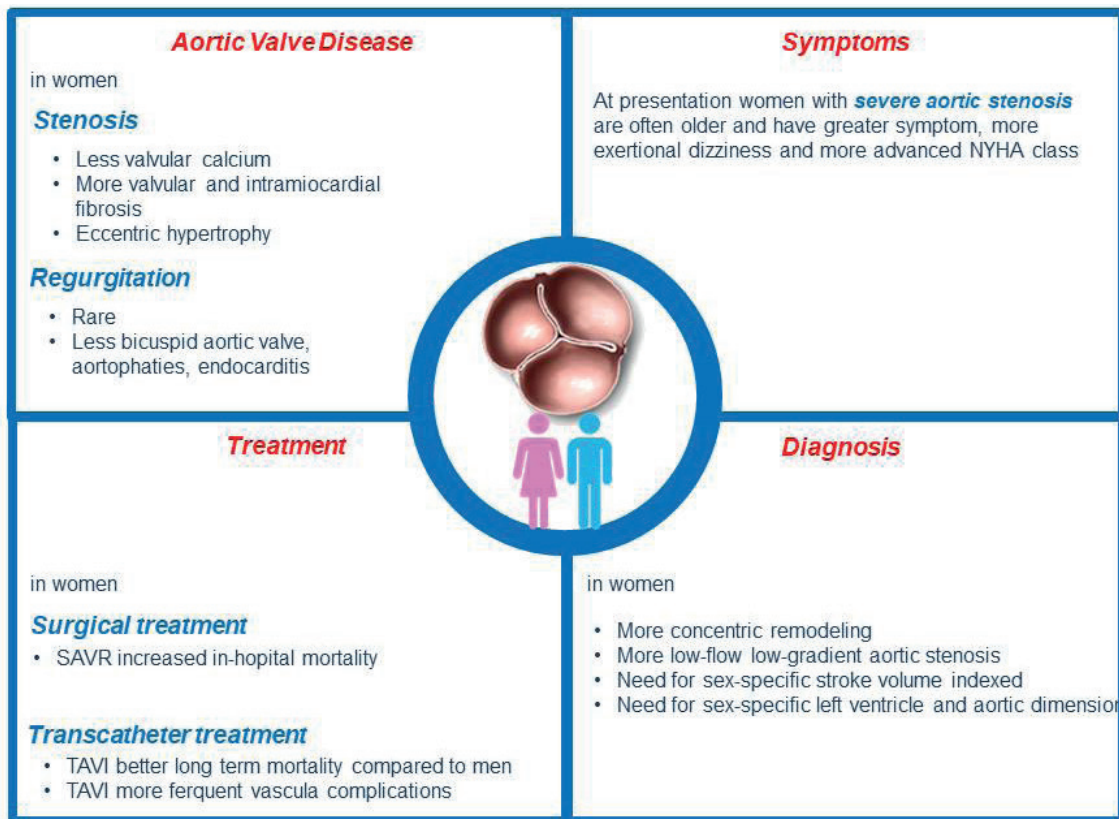 Aortic Valve Disease
in women
Stenosis
• Less valvular calcium
• More valvular and intramiocardial
fibrosis
• Eccentric hypertrophy
Regurgitation
• Rare
• Less bicuspid aortic valve,
aortophaties, endocarditis
Symptoms
At presentation women with severe aortic stenosis
are often older and have greater symptom, more
exertional dizziness and more advanced NYHA class
Treatment
in women
Surgical treatment
• SAVR increased in-hopital mortality
Transcatheter treatment
• TAVI better long term mortality compared to men
• TAVI more ferquent vascula complications
Diagnosis
in women
• More concentric remodeling
• More low-flow low-gradient aortic stenosis
• Need for sex-specific stroke volume indexed
• Need for sex-specific left ventricle and aortic dimension